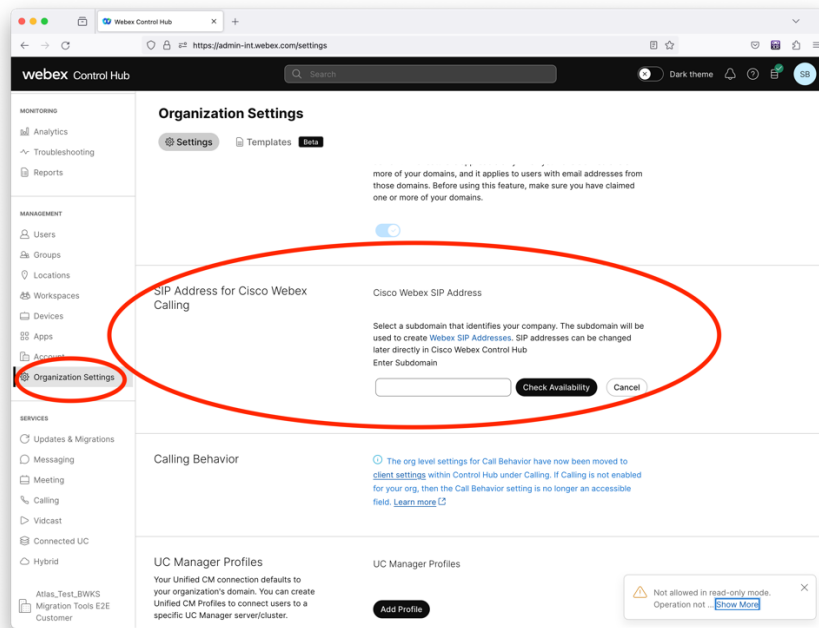 Webex Control Hub
https://admin-int.webex.com/settings
webex Control Hub
Search
Dark theme
SB
MONITORING
Analytics
Troubleshooting
Reports
MANAGEMENT
Users
Groups
Locations
Workspaces
Devices
Apps
Account
Organization Settings
SERVICES
Updates & Migrations
Messaging
Meeting
Calling
Vidcast
Connected UC
Hybrid
Atlas_Test_BWKS
Migration Tools E2E
Customer
Organization Settings
Settings
Templates
Beta
more of your domains, and it applies to users with email addresses from
those domains. Before using this feature, make sure you have claimed
one or more of your domains.
SIP Address for Cisco Webex
Calling
Cisco Webex SIP Address
Select a subdomain that identifies your company. The subdomain will be
used to create Webex SIP Addresses. SIP addresses can be changed
later directly in Cisco Webex Control Hub
Enter Subdomain
Check Availability
Cancel
Calling Behavior
The org level settings for Call Behavior have now been moved to
client settings within Control Hub under Calling. If Calling is not enabled
for your org, then the Call Behavior setting is no longer an accessible
field. Learn more
UC Manager Profiles
Your Unified CM connection defaults to
your organization's domain. You can create
Unified CM Profiles to connect users to a
specific UC Manager server/cluster.
UC Manager Profiles
Add Profile
Not allowed in read-only mode.
Operation not ... Show More